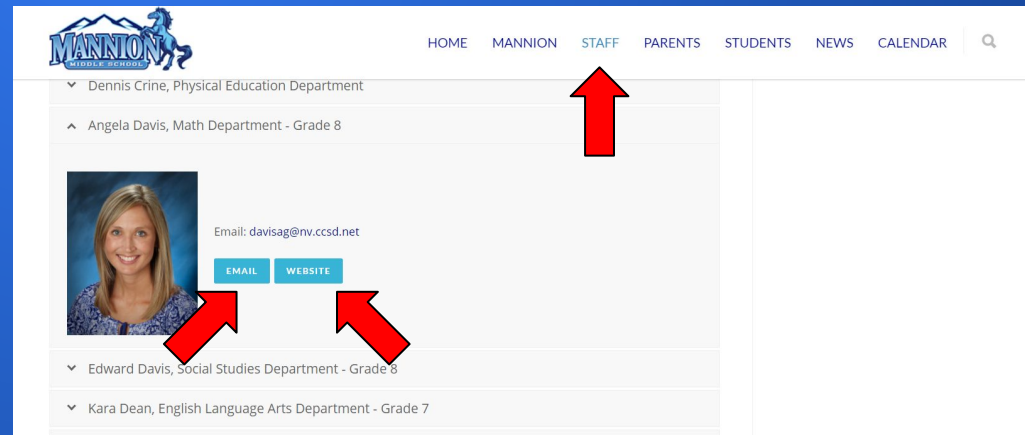 MANNION
MIDDLE SCHOOL
HOME MANNION STAFF PARENTS STUDENTS NEWS CALENDAR
Dennis Crine, Physical Education Department
Angela Davis, Math Department - Grade 8
Email: davisag@nv.ccsd.net
EMAIL WEBSITE
Edward Davis, Social Studies Department - Grade 8
Kara Dean, English Language Arts Department - Grade 7